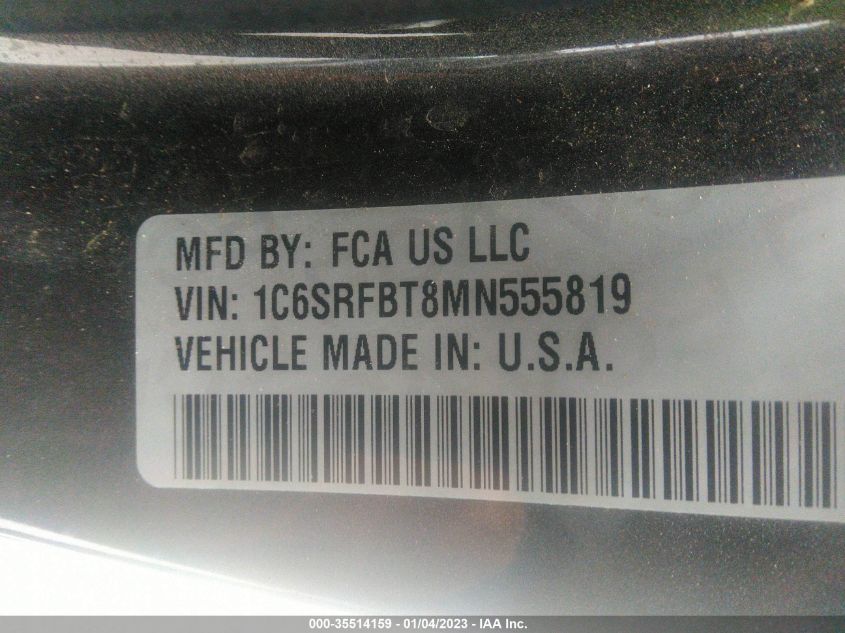 MFD BY: FCA US LLC
VIN: 1C6SRFBT8MN555819
VEHICLE MADE IN: U.S.A.
000-35514159 - 01/04/2023 - IAA Inc.